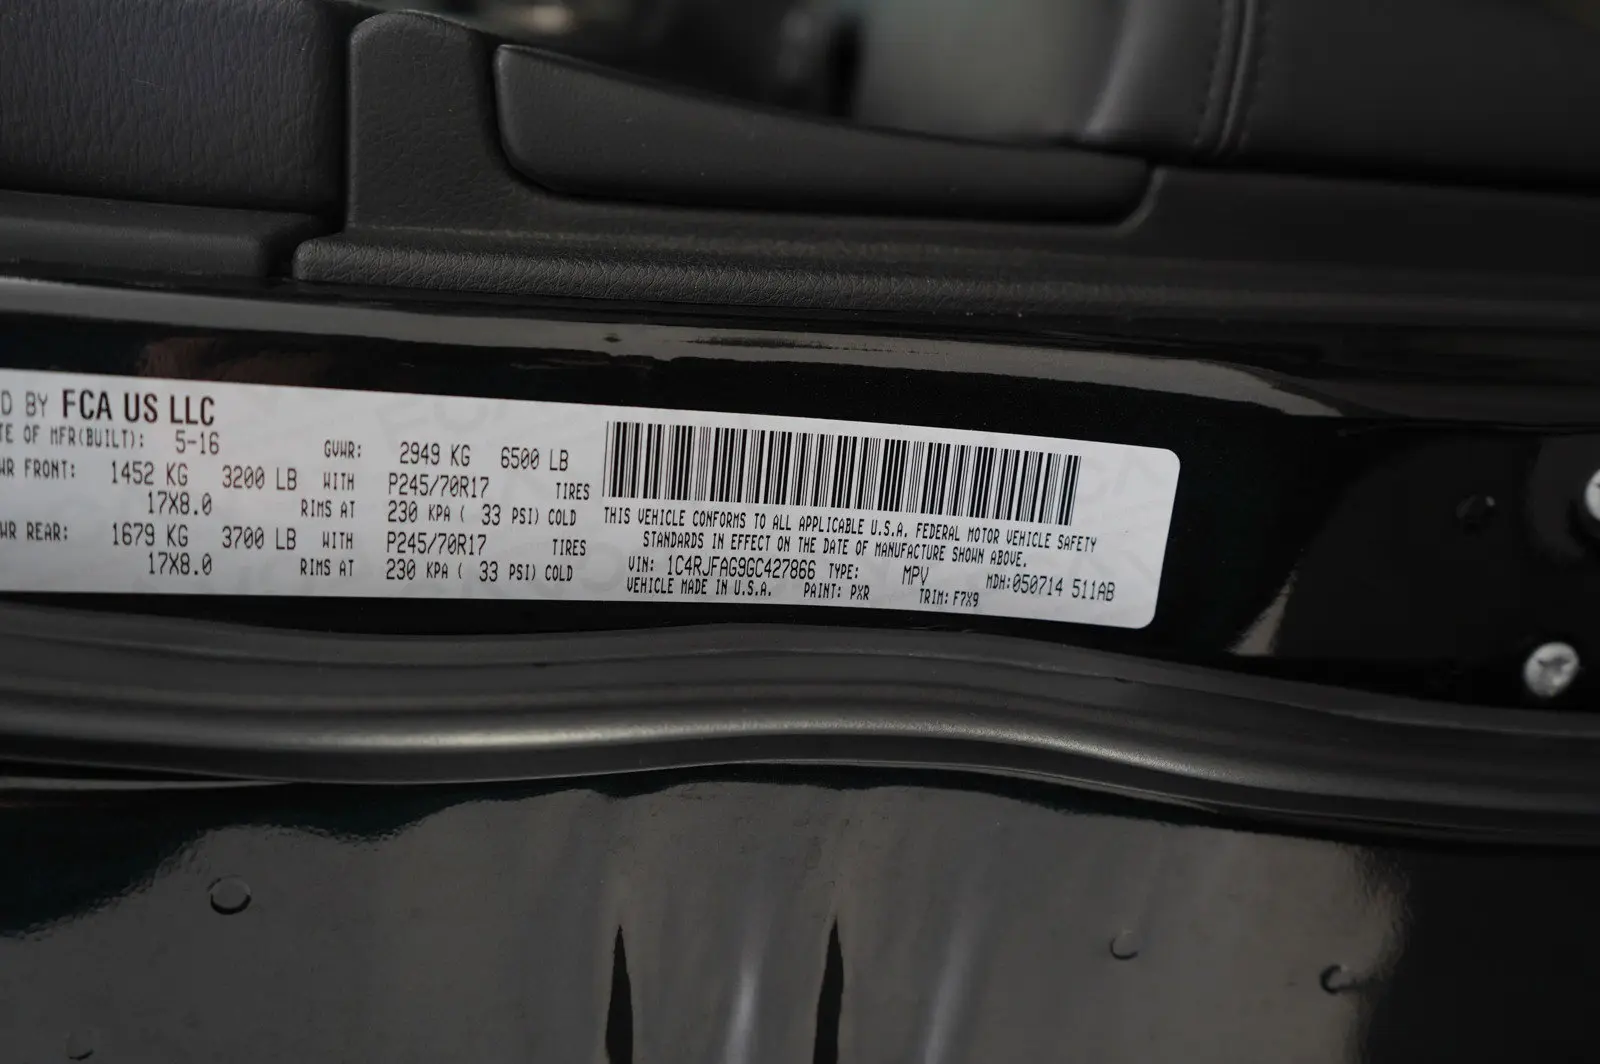 D BY FCA US LLC
TE OF MFR(BUILT): 5-16 GVWR: 2949 KG 6500 LB
WR FRONT: 1452 KG 3200 LB WITH P245/70R17 TIRES
17X8.0 RIMS AT 230 KPA ( 33 PSI) COLD
WR REAR: 1679 KG 3700 LB WITH P245/70R17 TIRES
17X8.0 RIMS AT 230 KPA ( 33 PSI) COLD
THIS VEHICLE CONFORMS TO ALL APPLICABLE U.S.A. FEDERAL MOTOR VEHICLE SAFETY
STANDARDS IN EFFECT ON THE DATE OF MANUFACTURE SHOWN ABOVE.
VIN: 1C4RJFAG9GC427866 TYPE: MPV MDH:050714 511AB
VEHICLE MADE IN U.S.A. PAINT: PXR TRIM: F7X9